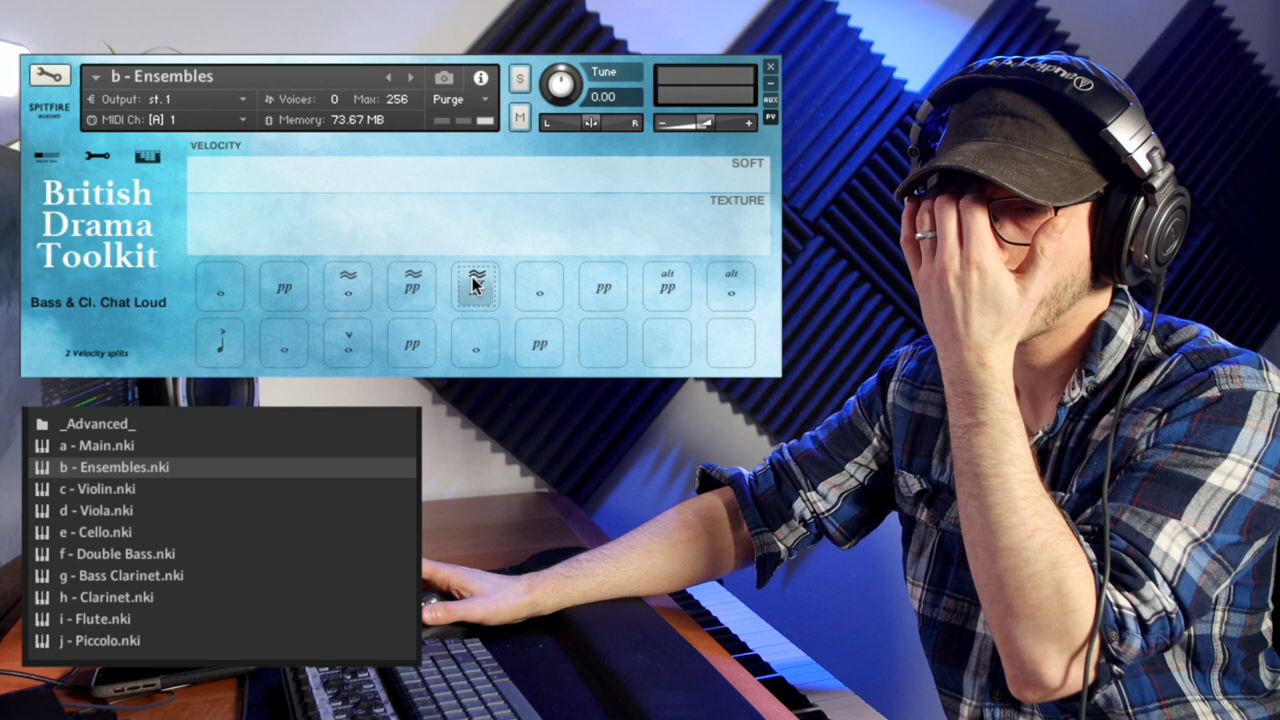 b - Ensembles
Output: st.1
Voices: 0 Max: 256
Purge
MIDI Ch: [A] 1
Memory: 73.67 MB
S
M
Tune
0.00
L
R
AUX
PV
SPITFIRE
AUDIO
VELOCITY
SOFT
TEXTURE
British
Drama
Toolkit
Bass & Cl. Chat Loud
2 Velocity splits
pp
pp
pp
alt
pp
alt
pp
pp
_Advanced_
a - Main.nki
b - Ensembles.nki
c - Violin.nki
d - Viola.nki
e - Cello.nki
f - Double Bass.nki
g - Bass Clarinet.nki
h - Clarinet.nki
i - Flute.nki
j - Piccolo.nki